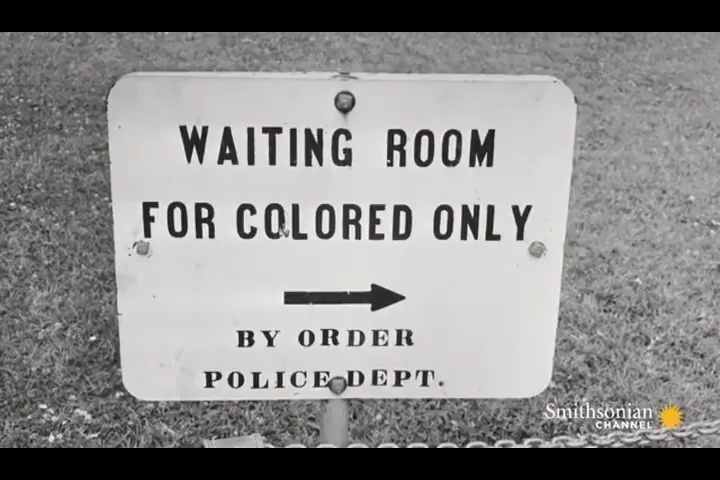 WAITING ROOM
FOR COLORED ONLY
BY ORDER
POLICE DEPT.
Smithsonian
CHANNEL